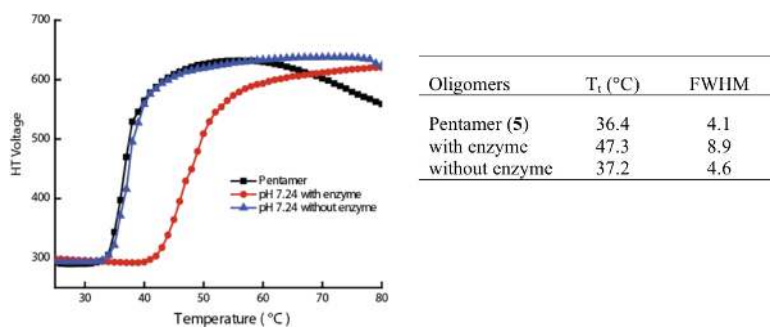 700
600
500
400
300
HT Voltage
Pentamer
pH 7.24 with enzyme
pH 7.24 without enzyme
30 40 50 60 70 80
Temperature ( °C)
Oligomers Tt (°C) FWHM
Pentamer (5) 36.4 4.1
with enzyme 47.3 8.9
without enzyme 37.2 4.6